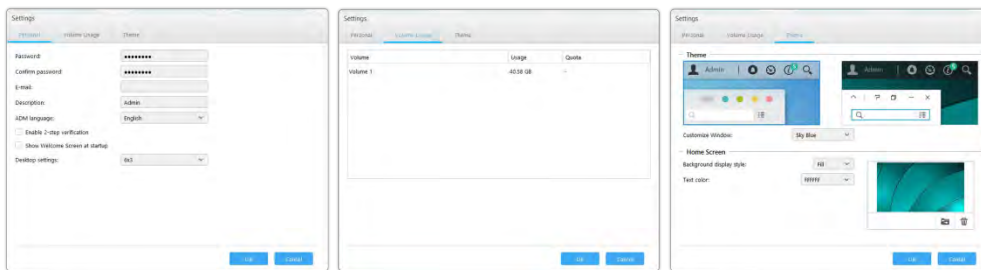 Settings
Personal Volume Usage Theme
Password:
Confirm password:
E-mail:
Description: Admin
ADM language: English
Enable 2-step verification
Show Welcome Screen at startup
Desktop settings:
OK Cancel
Settings
Personal Volume Usage Theme
Volume Usage Quota
Volume 1 40.58 GB -
OK Cancel
Settings
Personal Volume Usage Theme
Theme
Admin
Admin
Customize Window: Sky Blue
Home Screen
Background display style: Fill
Text color: FFFFFF
OK Cancel